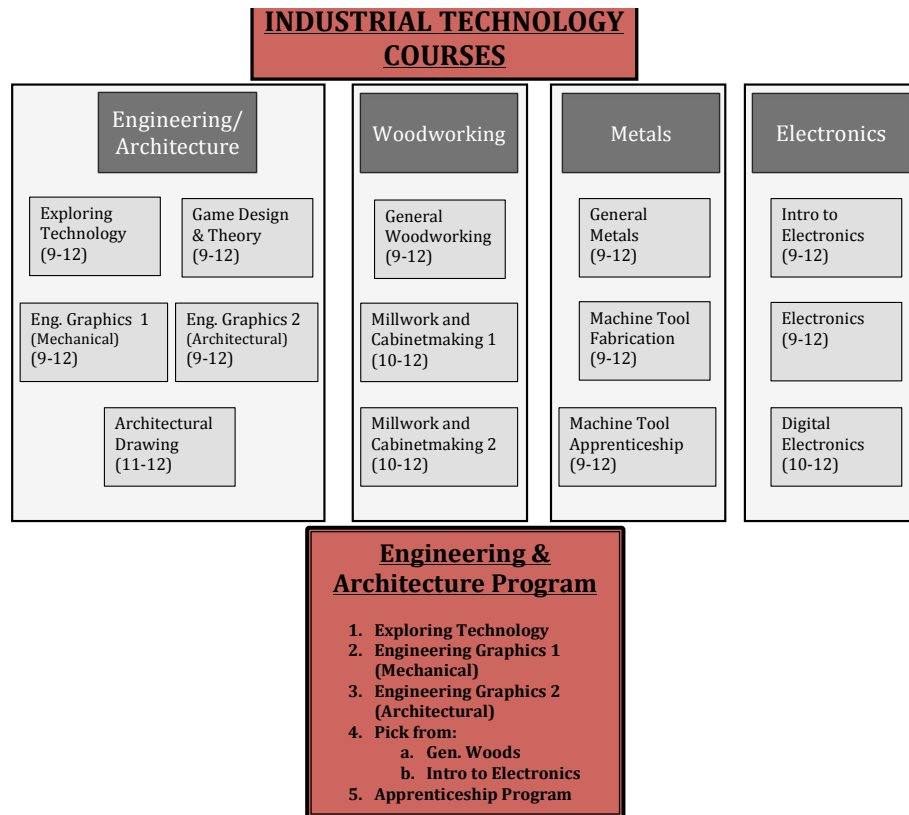 INDUSTRIAL TECHNOLOGY
COURSES
Engineering/
Architecture
Exploring
Technology
(9-12)
Game Design
& Theory
(9-12)
Eng. Graphics 1
(Mechanical)
(9-12)
Eng. Graphics 2
(Architectural)
(9-12)
Architectural
Drawing
(11-12)
Woodworking
General
Woodworking
(9-12)
Millwork and
Cabinetmaking 1
(10-12)
Millwork and
Cabinetmaking 2
(10-12)
Metals
General
Metals
(9-12)
Machine Tool
Fabrication
(9-12)
Machine Tool
Apprenticeship
(9-12)
Electronics
Intro to
Electronics
(9-12)
Electronics
(9-12)
Digital
Electronics
(10-12)
Engineering &
Architecture Program
1. Exploring Technology
2. Engineering Graphics 1
(Mechanical)
3. Engineering Graphics 2
(Architectural)
4. Pick from:
a. Gen. Woods
b. Intro to Electronics
5. Apprenticeship Program